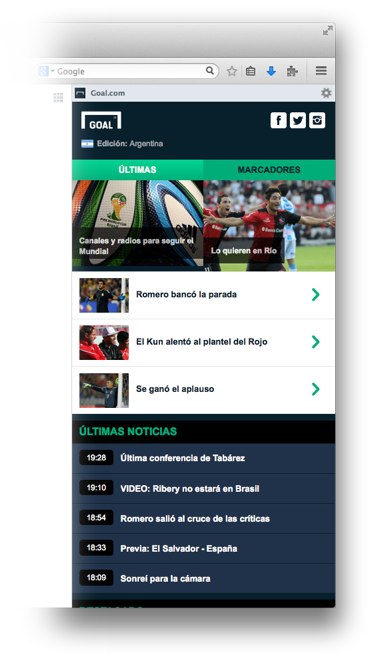 Google
Goal.com
GOAL
Edición: Argentina
ÚLTIMAS
MARCADORES
Canales y radios para seguir el
Mundial
Lo quieren en Río
Romero bancó la parada
El Kun alentó al plantel del Rojo
Se ganó el aplauso
ÚLTIMAS NOTICIAS
19:28 Última conferencia de Tabárez
19:10 VIDEO: Ribery no estará en Brasil
18:54 Romero salió al cruce de las críticas
18:33 Previa: El Salvador - España
18:09 Sonreí para la cámara